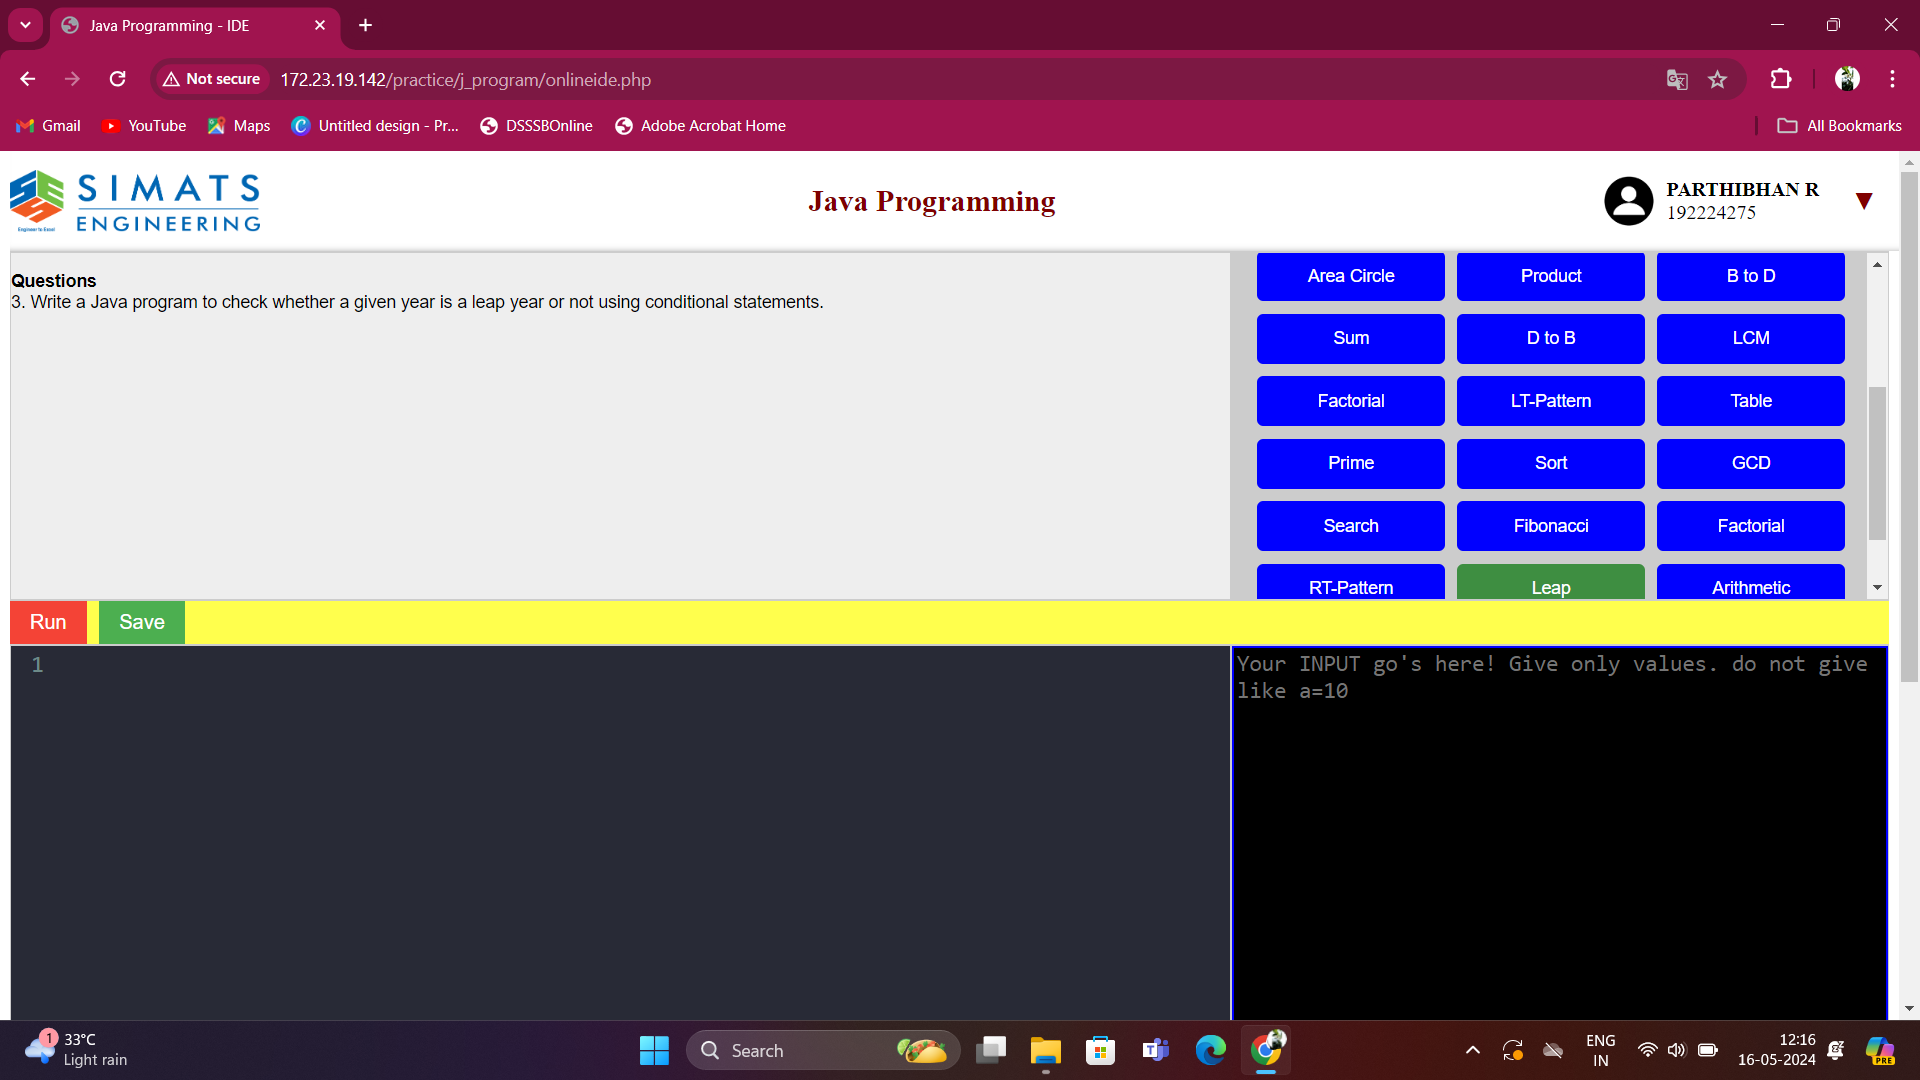 Java Programming - IDE
Not secure
172.23.19.142/practice/j_program/onlineide.php
Gmail
YouTube
Maps
Untitled design - Pr...
DSSSBOnline
Adobe Acrobat Home
All Bookmarks
SIMATS
ENGINEERING
Engineer to Excel
Java Programming
PARTHIBHAN R
192224275
Questions
3. Write a Java program to check whether a given year is a leap year or not using conditional statements.
Area Circle
Product
B to D
Sum
D to B
LCM
Factorial
LT-Pattern
Table
Prime
Sort
GCD
Search
Fibonacci
Factorial
RT-Pattern
Leap
Arithmetic
Run
Save
1
Your INPUT go's here! Give only values. do not give
like a=10
1
33°C
Light rain
Search
ENG
IN
12:16
16-05-2024
PRE